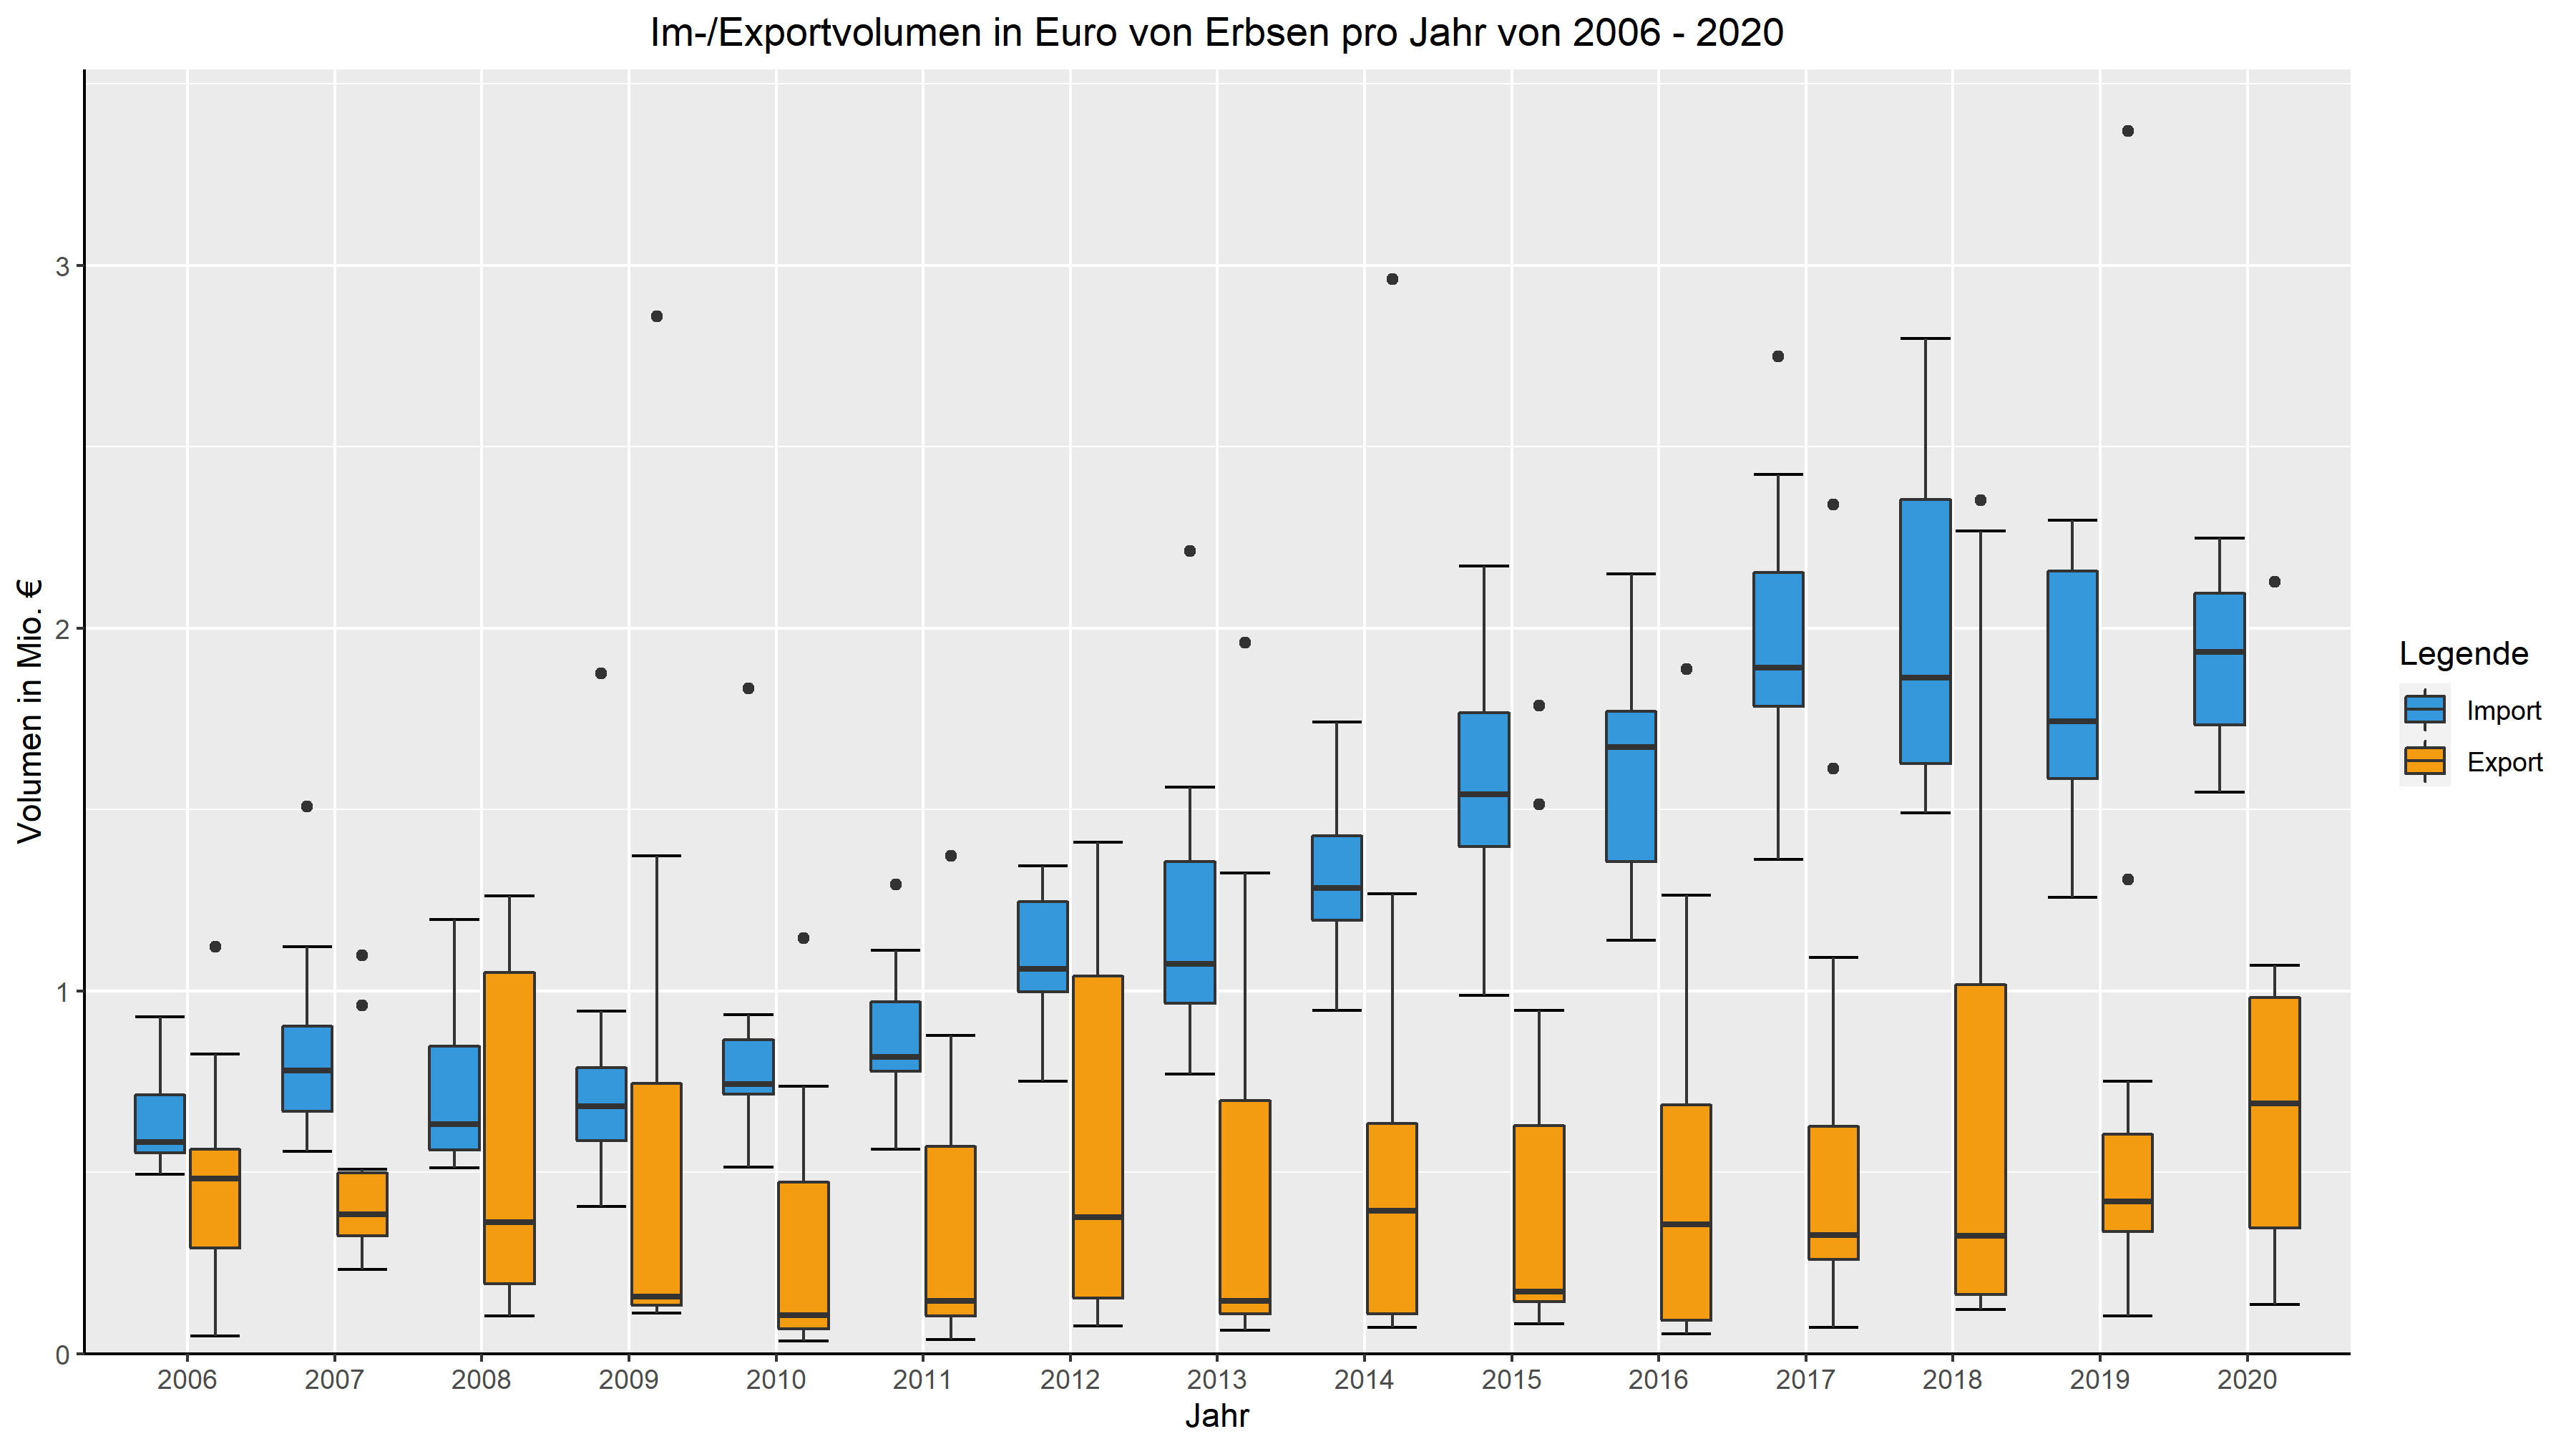 Im-/Exportvolumen in Euro von Erbsen pro Jahr von 2006 - 2020
Volumen in Mio. €
3
2
1
0
2006 2007 2008 2009 2010 2011 2012 2013 2014 2015 2016 2017 2018 2019 2020
Jahr
Legende
Import
Export